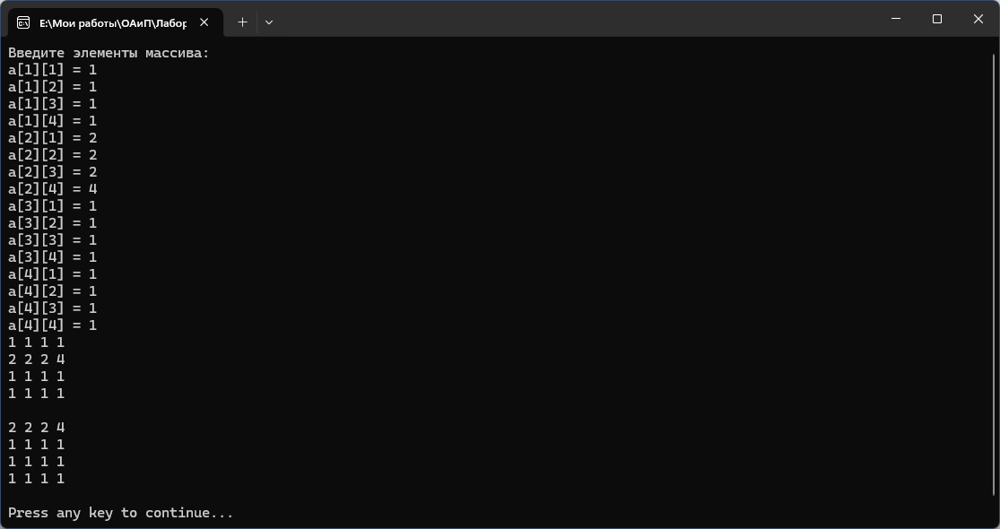 E:\Мои работы\ОАиП\Лабор
Введите элементы массива:
a[1][1] = 1
a[1][2] = 1
a[1][3] = 1
a[1][4] = 1
a[2][1] = 2
a[2][2] = 2
a[2][3] = 2
a[2][4] = 4
a[3][1] = 1
a[3][2] = 1
a[3][3] = 1
a[3][4] = 1
a[4][1] = 1
a[4][2] = 1
a[4][3] = 1
a[4][4] = 1
1 1 1 1
2 2 2 4
1 1 1 1
1 1 1 1
2 2 2 4
1 1 1 1
1 1 1 1
1 1 1 1
Press any key to continue...